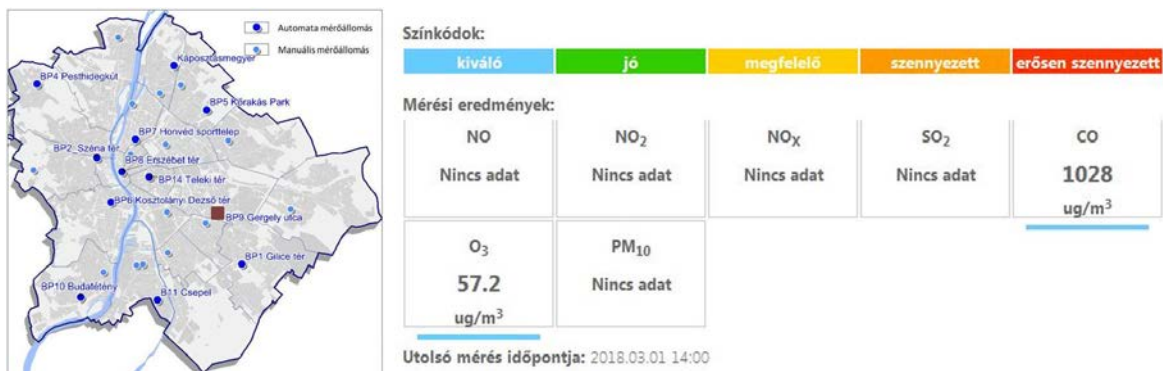 Automata mérőállomás
Manuális mérőállomás
Káposztásmegyer
BP4 Pesthidegkút
BP5 Kőrakás Park
BP7 Honvéd sporttelep
BP2. Széna tér
BP8 Erszébet tér
BP14 Teleki tér
BP6 Kosztolányi Dezső tér
BP9 Gergely utca
BP1 Gilice tér
BP10 Budatétény
B11 Csepel
Színkódok:
kiváló jó megfelelő szennyezett erősen szennyezett
Mérési eredmények:
NO NO₂ NOₓ SO₂ CO
Nincs adat Nincs adat Nincs adat Nincs adat 1028
ug/m³
O₃ PM₁₀
57.2 Nincs adat
ug/m³
Utolsó mérés időpontja: 2018.03.01 14:00